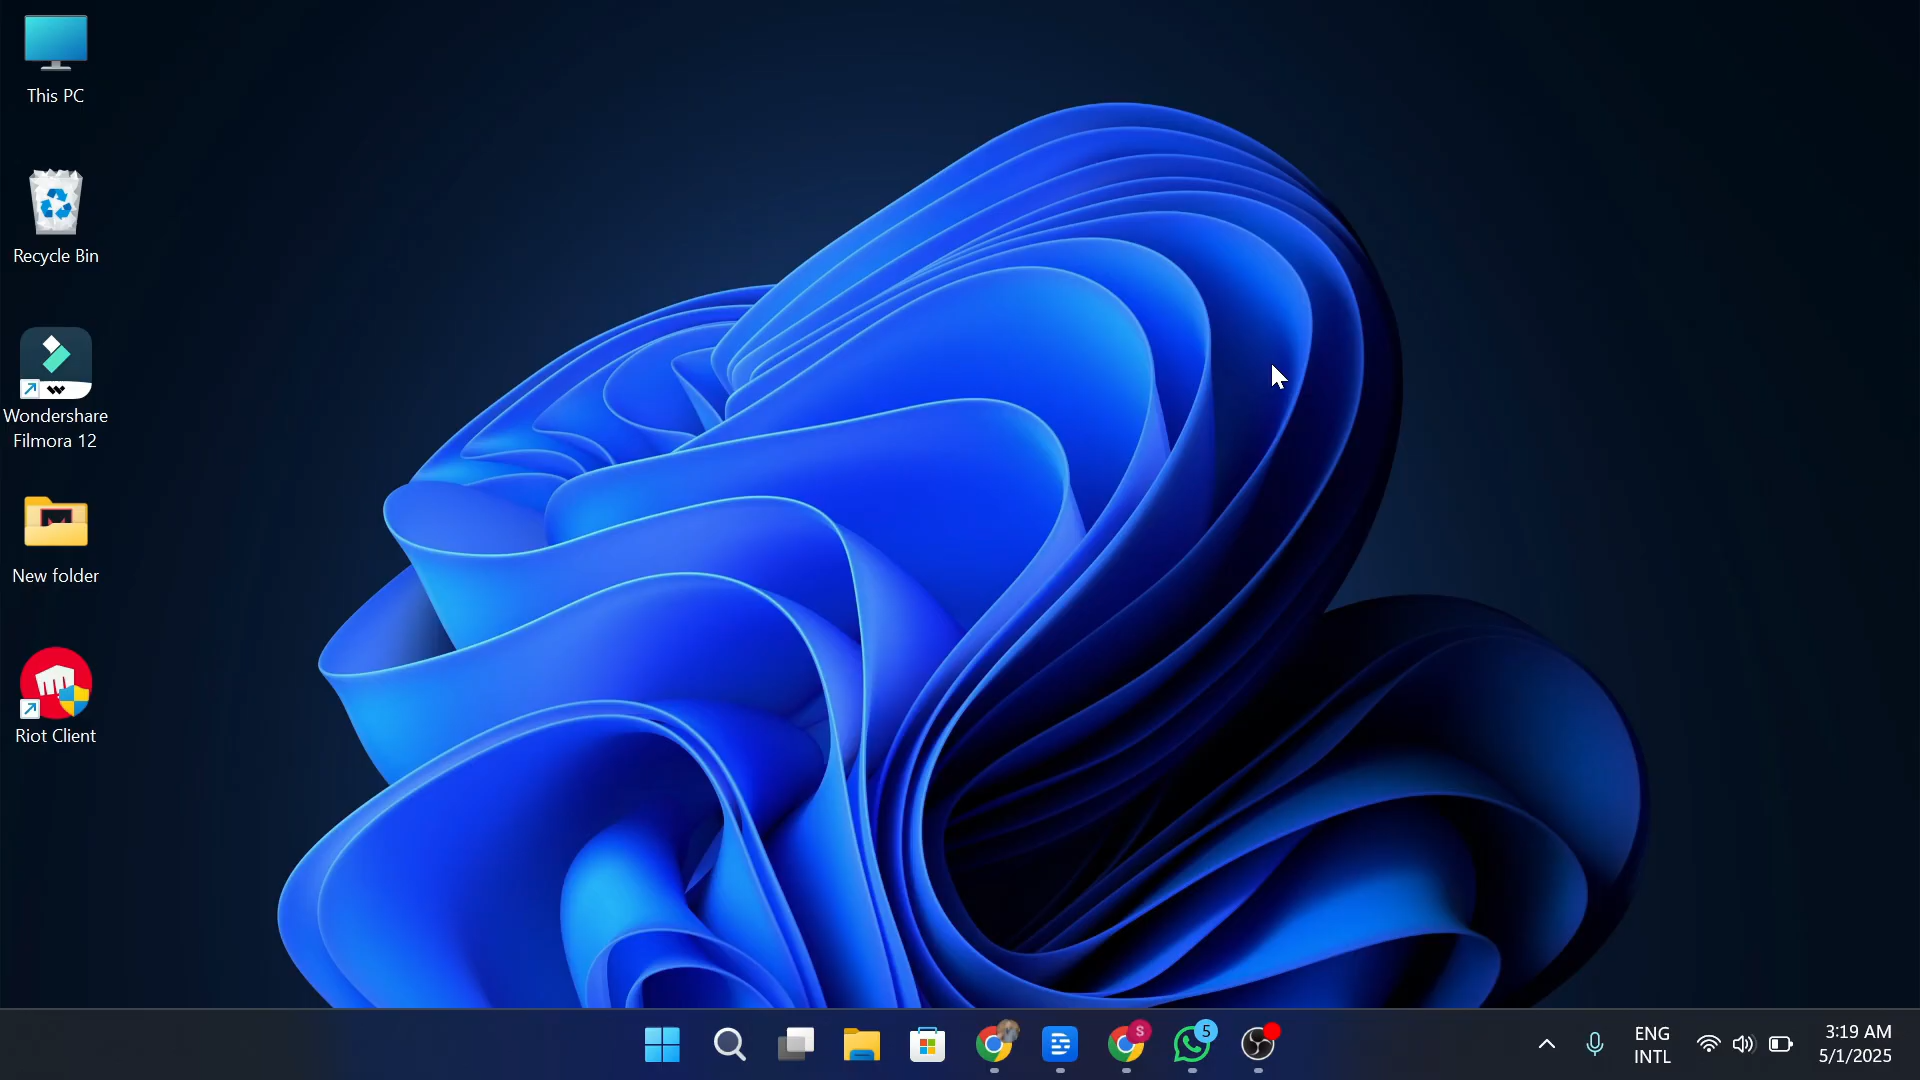 This PC
Recycle Bin
Wondershare
Filmora 12
New folder
Riot Client
S
5
ENG
INTL
3:19 AM
5/1/2025